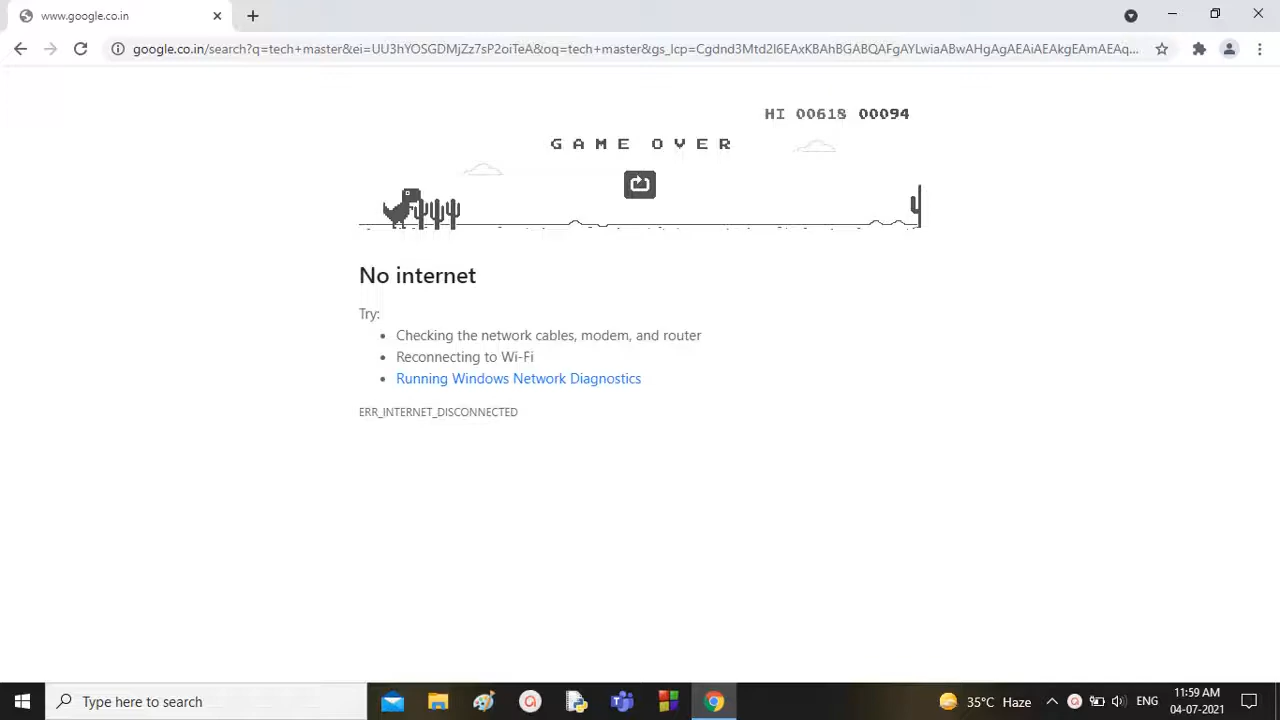 www.google.co.in
google.co.in/search?q=tech+master&ei=UU3hYOSGDMjZz7sP2oiTeA&oq=tech+master&gs_lcp=Cgdnd3Mtd2l6EAxKBAhBGABQAFgAYLwiaABwAHgAgAEAiAEAkgEAmAEAq...
HI 00618 00094
GAME OVER
No internet
Try:
• Checking the network cables, modem, and router
• Reconnecting to Wi-Fi
• Running Windows Network Diagnostics
ERR_INTERNET_DISCONNECTED
Type here to search
35°C Haze
ENG
11:59 AM
04-07-2021